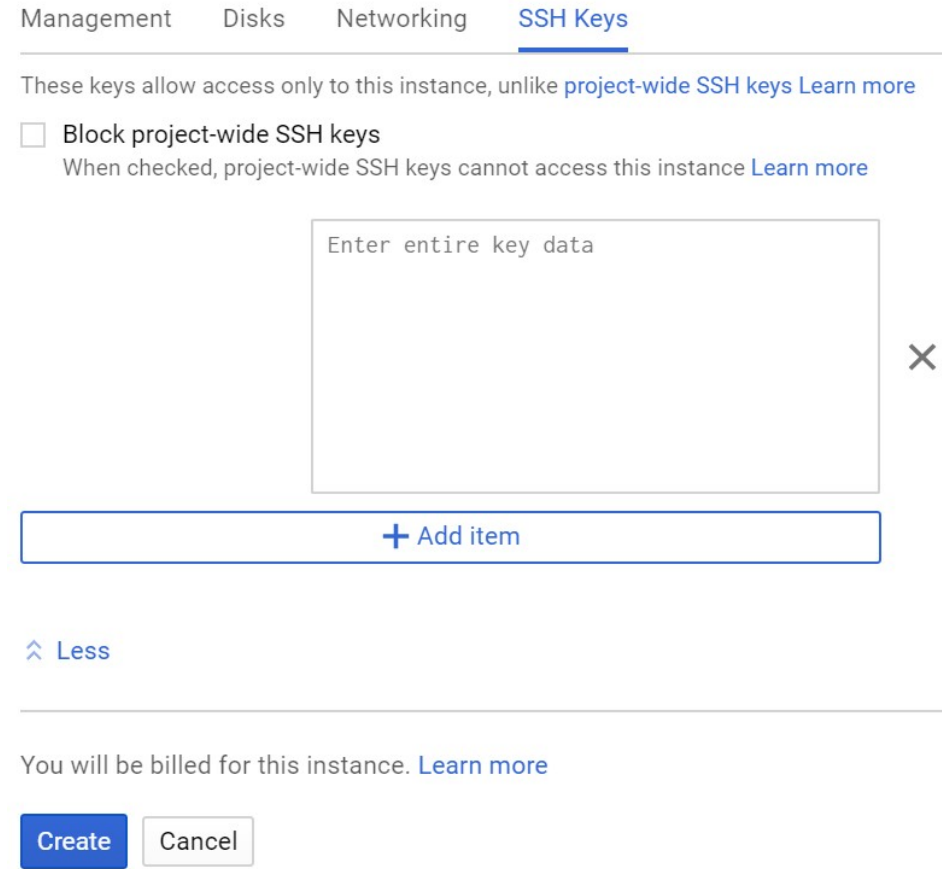 Management Disks Networking SSH Keys
These keys allow access only to this instance, unlike project-wide SSH keys Learn more
Block project-wide SSH keys
When checked, project-wide SSH keys cannot access this instance Learn more
Enter entire key data
Add item
Less
You will be billed for this instance. Learn more
Create Cancel